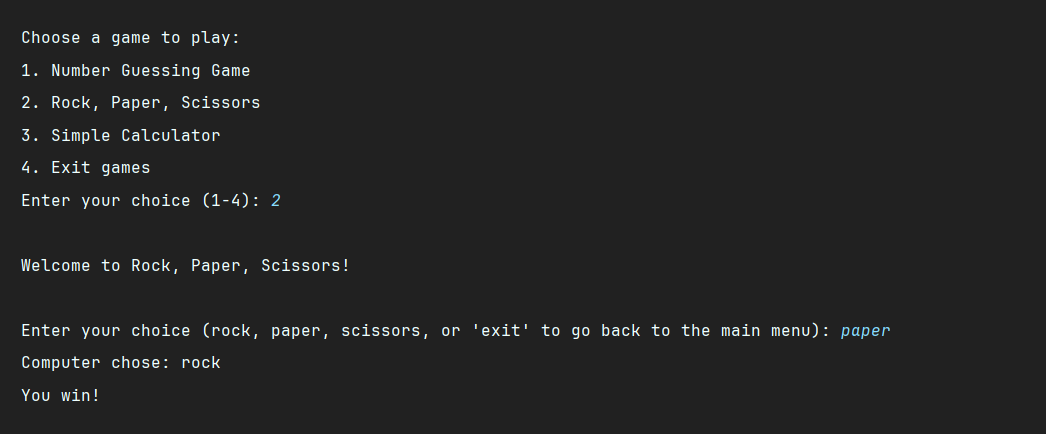 Choose a game to play:
1. Number Guessing Game
2. Rock, Paper, Scissors
3. Simple Calculator
4. Exit games
Enter your choice (1-4): 2
Welcome to Rock, Paper, Scissors!
Enter your choice (rock, paper, scissors, or 'exit' to go back to the main menu): paper
Computer chose: rock
You win!